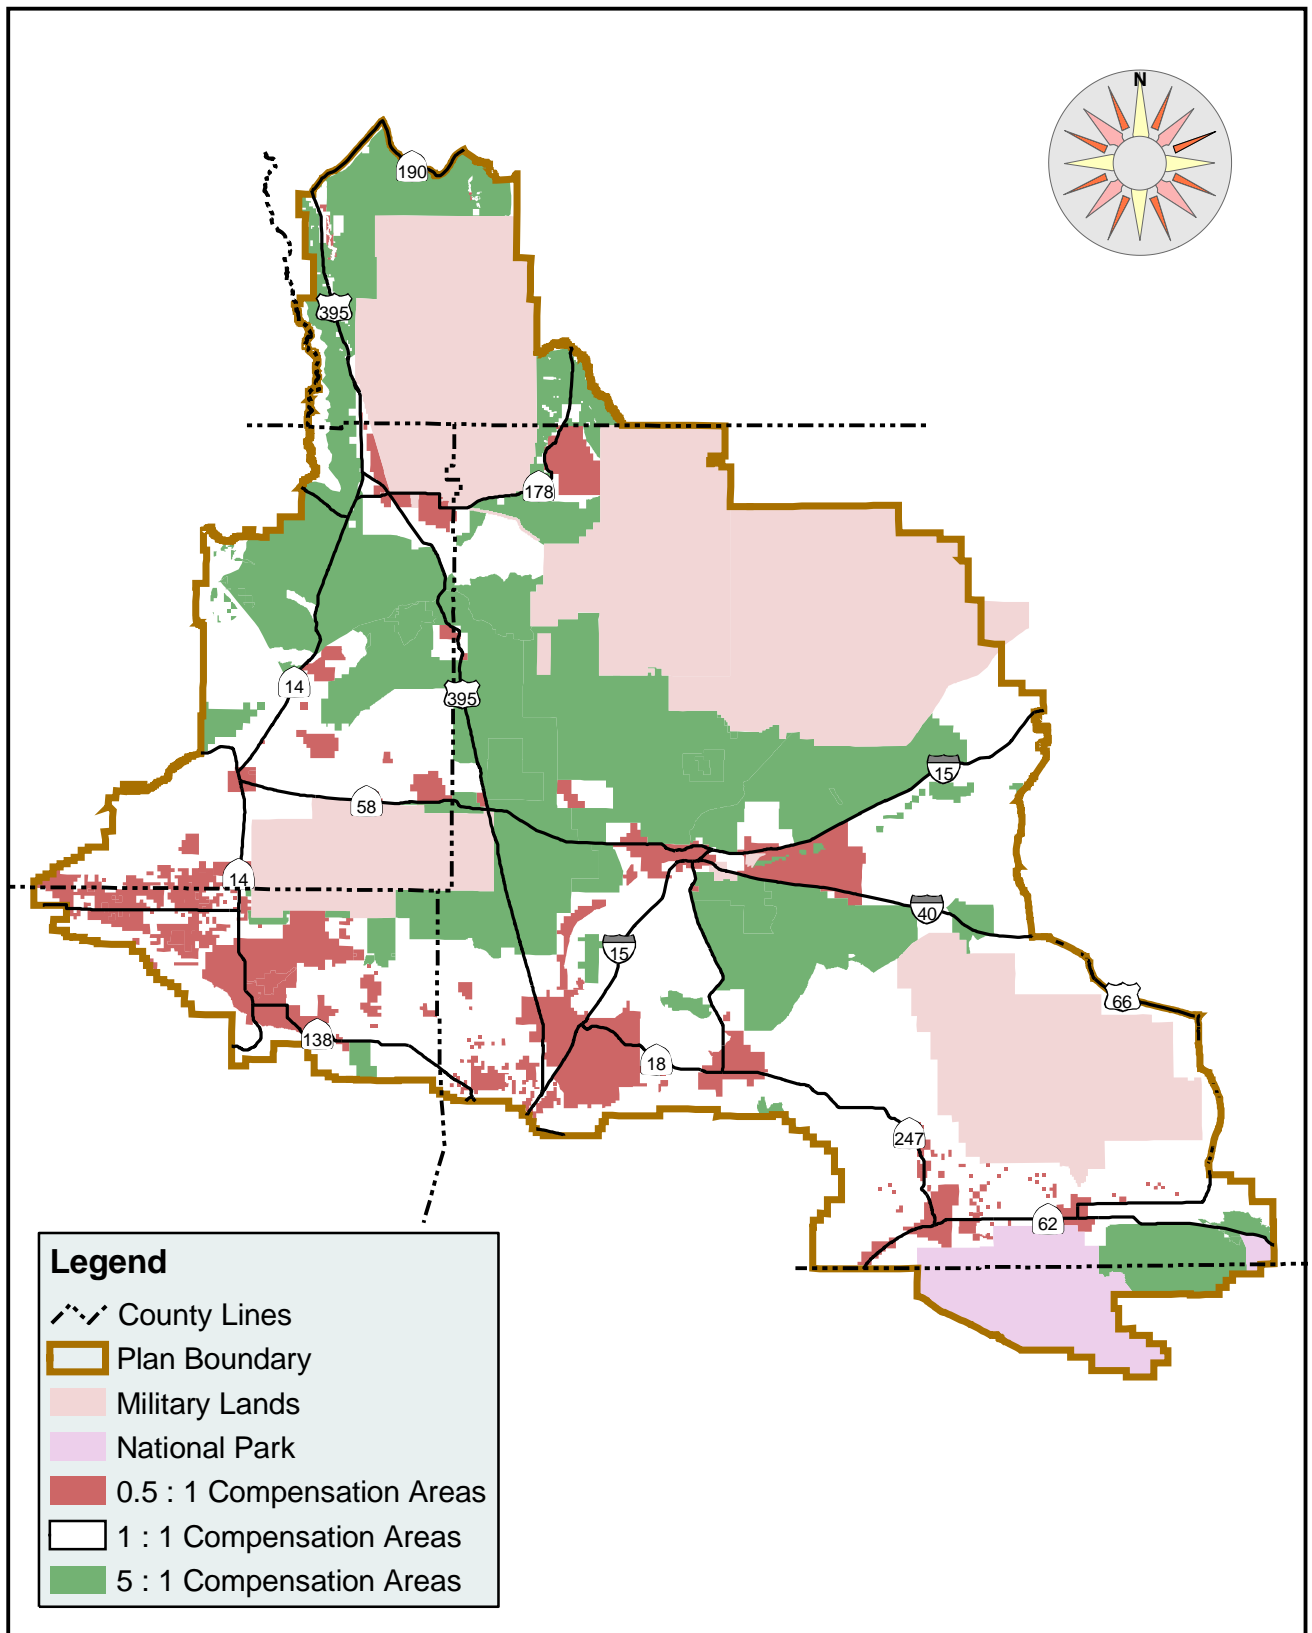 N
190
395
178
14
395
15
58
14
40
15
66
138
18
247
62
Legend
County Lines
Plan Boundary
Military Lands
National Park
0.5 : 1 Compensation Areas
1 : 1 Compensation Areas
5 : 1 Compensation Areas